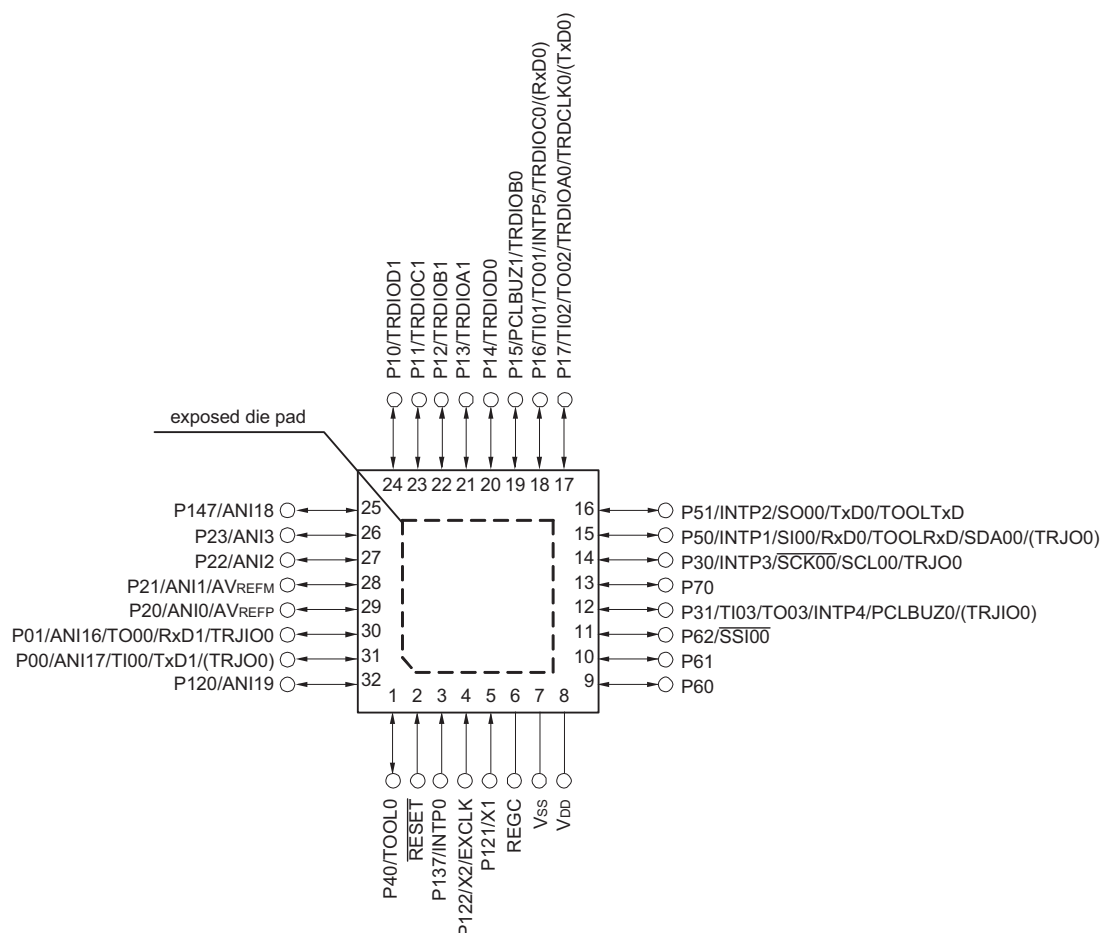 P10/TRDIOD1
P11/TRDIOC1
P12/TRDIOB1
P13/TRDIOA1
P14/TRDIOD0
P15/PCLBUZ1/TRDIOB0
P16/TI01/TO01/INTP5/TRDIOC0/(RxD0)
P17/TI02/TO02/TRDIOA0/TRDCLK0/(TxD0)
exposed die pad
24 23 22 21 20 19 18 17
P147/ANI18 25
P23/ANI3 26
P22/ANI2 27
P21/ANI1/AVREFM 28
P20/ANI0/AVREFP 29
P01/ANI16/TO00/RxD1/TRJIO0 30
P00/ANI17/TI00/TxD1/(TRJO0) 31
P120/ANI19 32
16 P51/INTP2/SO00/TxD0/TOOLTxD
15 P50/INTP1/SI00/RxD0/TOOLRxD/SDA00/(TRJO0)
14 P30/INTP3/S̅C̅K̅0̅0̅/SCL00/TRJO0
13 P70
12 P31/TI03/TO03/INTP4/PCLBUZ0/(TRJIO0)
11 P62/S̅S̅I̅0̅0̅
10 P61
9 P60
1 2 3 4 5 6 7 8
P40/TOOL0
R̅E̅S̅E̅T̅
P137/INTP0
P122/X2/EXCLK
P121/X1
REGC
VSS
VDD